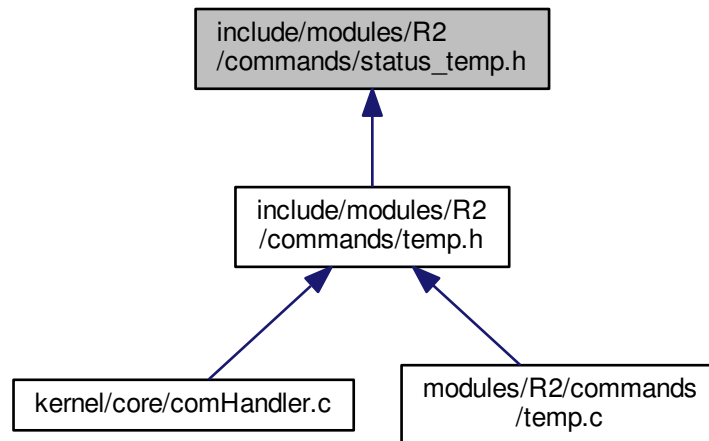 include/modules/R2
/commands/status_temp.h
include/modules/R2
/commands/temp.h
kernel/core/comHandler.c
modules/R2/commands
/temp.c